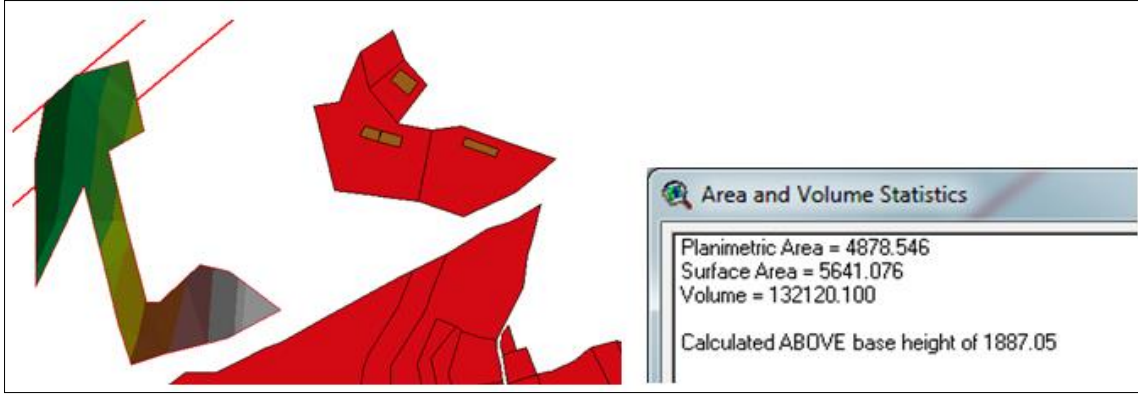 Area and Volume Statistics
Planimetric Area = 4878.546
Surface Area = 5641.076
Volume = 132120.100
Calculated ABOVE base height of 1887.05